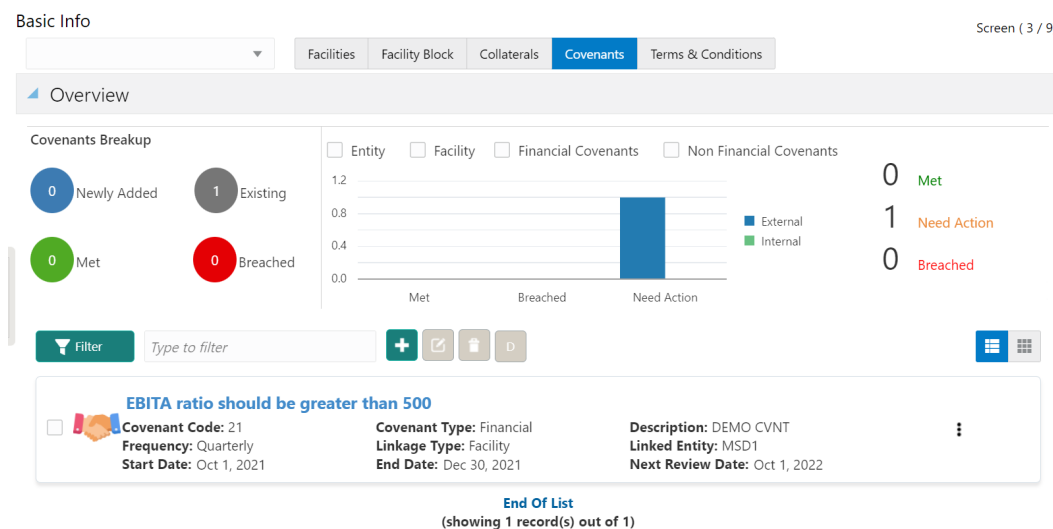 Basic Info
Screen ( 3 / 9
Facilities Facility Block Collaterals Covenants Terms & Conditions
Overview
Covenants Breakup
0 Newly Added 1 Existing
0 Met 0 Breached
Entity Facility Financial Covenants Non Financial Covenants
1.2
0.8
0.4
0.0
Met Breached Need Action
External
Internal
0 Met
1 Need Action
0 Breached
Filter Type to filter D
EBITA ratio should be greater than 500
Covenant Code: 21 Covenant Type: Financial Description: DEMO CVNT
Frequency: Quarterly Linkage Type: Facility Linked Entity: MSD1
Start Date: Oct 1, 2021 End Date: Dec 30, 2021 Next Review Date: Oct 1, 2022
End Of List
(showing 1 record(s) out of 1)